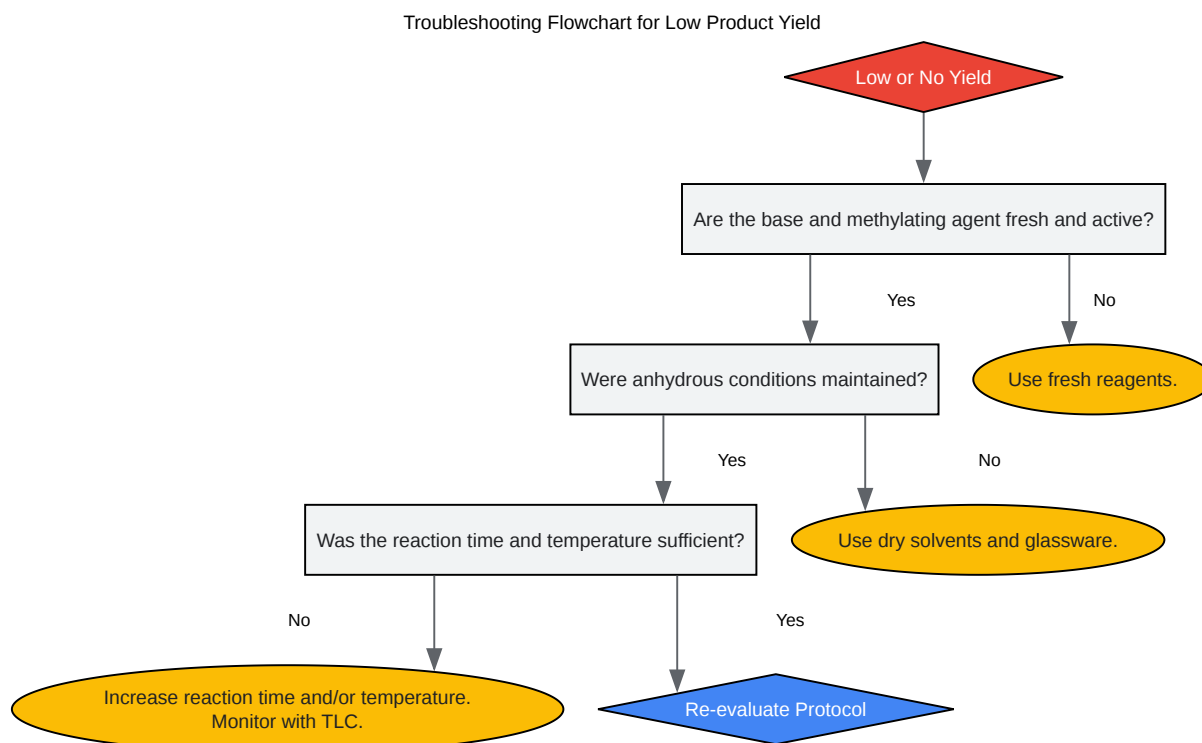 Troubleshooting Flowchart for Low Product Yield
Low or No Yield
Are the base and methylating agent fresh and active?
Yes
No
Were anhydrous conditions maintained?
Use fresh reagents.
Yes
No
Was the reaction time and temperature sufficient?
Use dry solvents and glassware.
No
Yes
Increase reaction time and/or temperature.
Monitor with TLC.
Re-evaluate Protocol